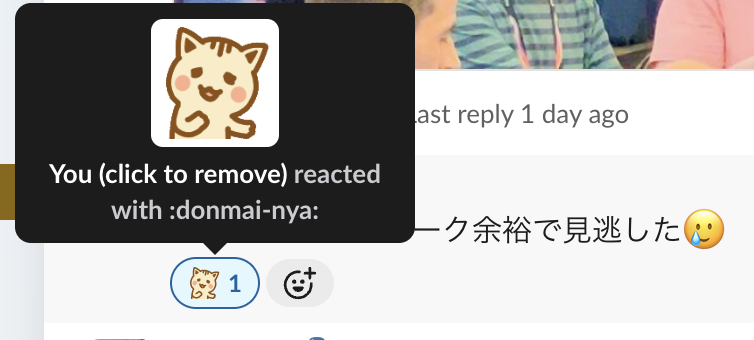 Last reply 1 day ago
You (click to remove) reacted
with :donmai-nya:
ーク余裕で見逃した🥲
1